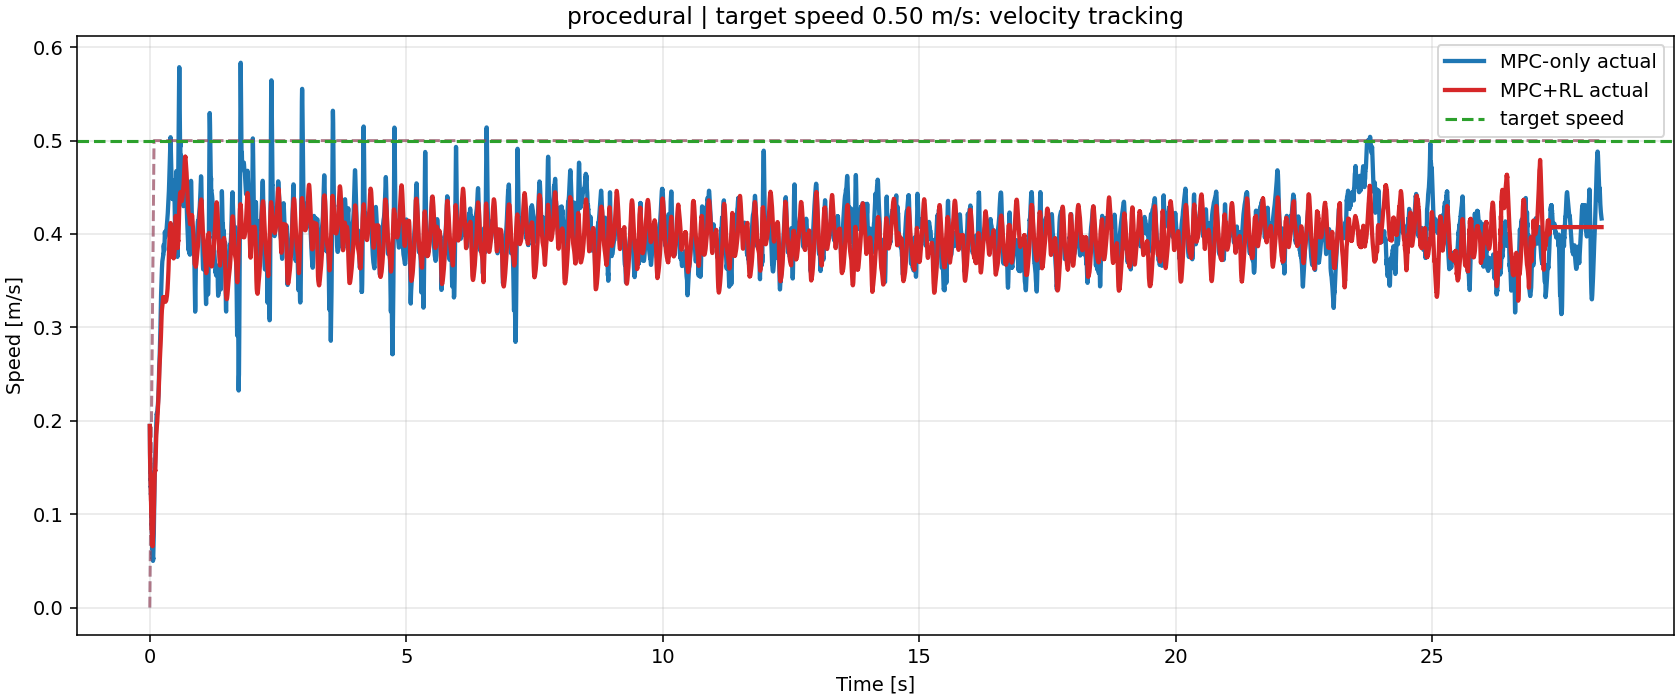 procedural | target speed 0.50 m/s: velocity tracking
MPC-only actual
MPC+RL actual
target speed
Speed [m/s]
0.6
0.5
0.4
0.3
0.2
0.1
0.0
0
5
10
15
20
25
Time [s]